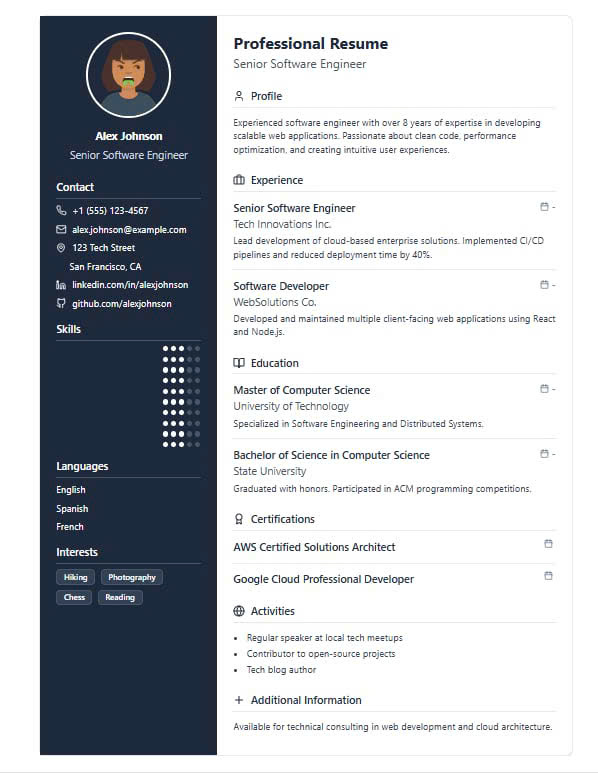 Alex Johnson
Senior Software Engineer
Contact
+1 (555) 123-4567
alex.johnson@example.com
123 Tech Street
San Francisco, CA
linkedin.com/in/alexjohnson
github.com/alexjohnson
Skills
Languages
English
Spanish
French
Interests
Hiking Photography
Chess Reading
Professional Resume
Senior Software Engineer
Profile
Experienced software engineer with over 8 years of expertise in developing
scalable web applications. Passionate about clean code, performance
optimization, and creating intuitive user experiences.
Experience
Senior Software Engineer -
Tech Innovations Inc.
Lead development of cloud-based enterprise solutions. Implemented CI/CD
pipelines and reduced deployment time by 40%.
Software Developer -
WebSolutions Co.
Developed and maintained multiple client-facing web applications using React
and Node.js.
Education
Master of Computer Science -
University of Technology
Specialized in Software Engineering and Distributed Systems.
Bachelor of Science in Computer Science -
State University
Graduated with honors. Participated in ACM programming competitions.
Certifications
AWS Certified Solutions Architect
Google Cloud Professional Developer
Activities
• Regular speaker at local tech meetups
• Contributor to open-source projects
• Tech blog author
Additional Information
Available for technical consulting in web development and cloud architecture.